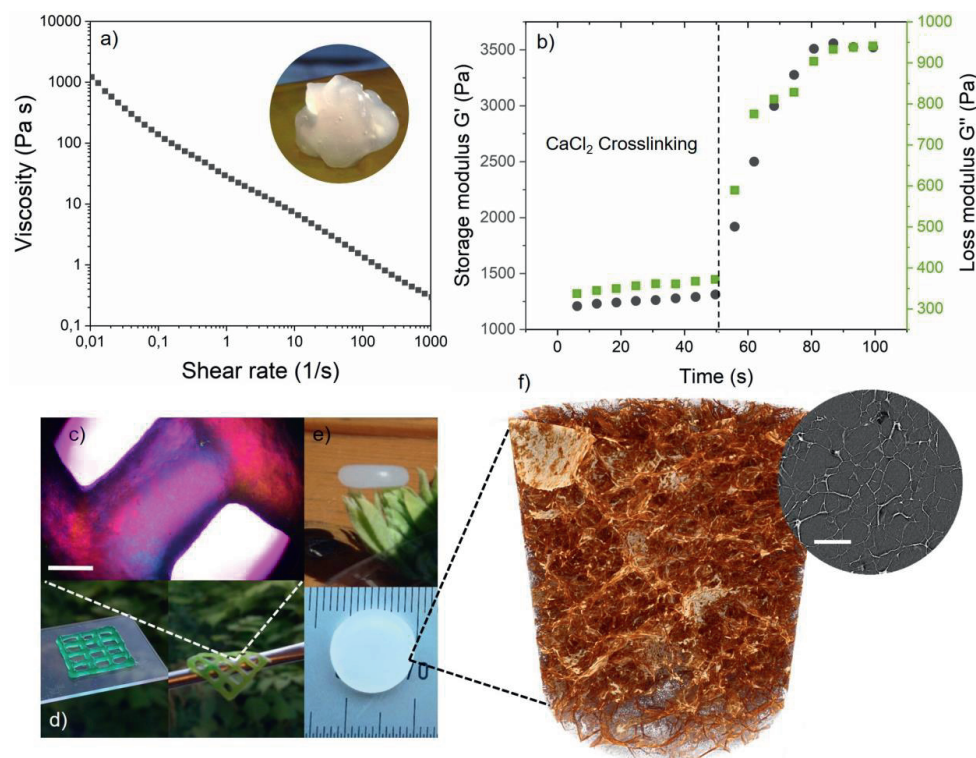 a)
Viscosity (Pa s)
1000
100
10
1
0,1
0,01
0,1
1
10
100
1000
Shear rate (1/s)
b)
Storage modulus G' (Pa)
3500
3000
2500
2000
1500
1000
CaCl₂ Crosslinking
0
20
40
60
80
100
Time (s)
1000
900
800
700
600
500
400
300
Loss modulus G'' (Pa)
c)
d)
e)
f)